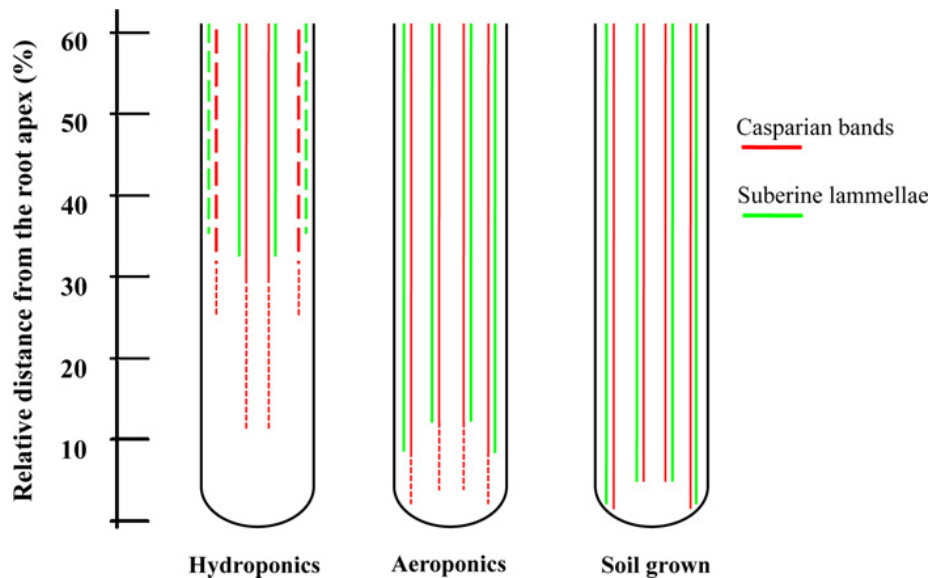 Relative distance from the root apex (%)
60
50
40
30
20
10
Casparian bands
Suberine lammellae
Hydroponics
Aeroponics
Soil grown